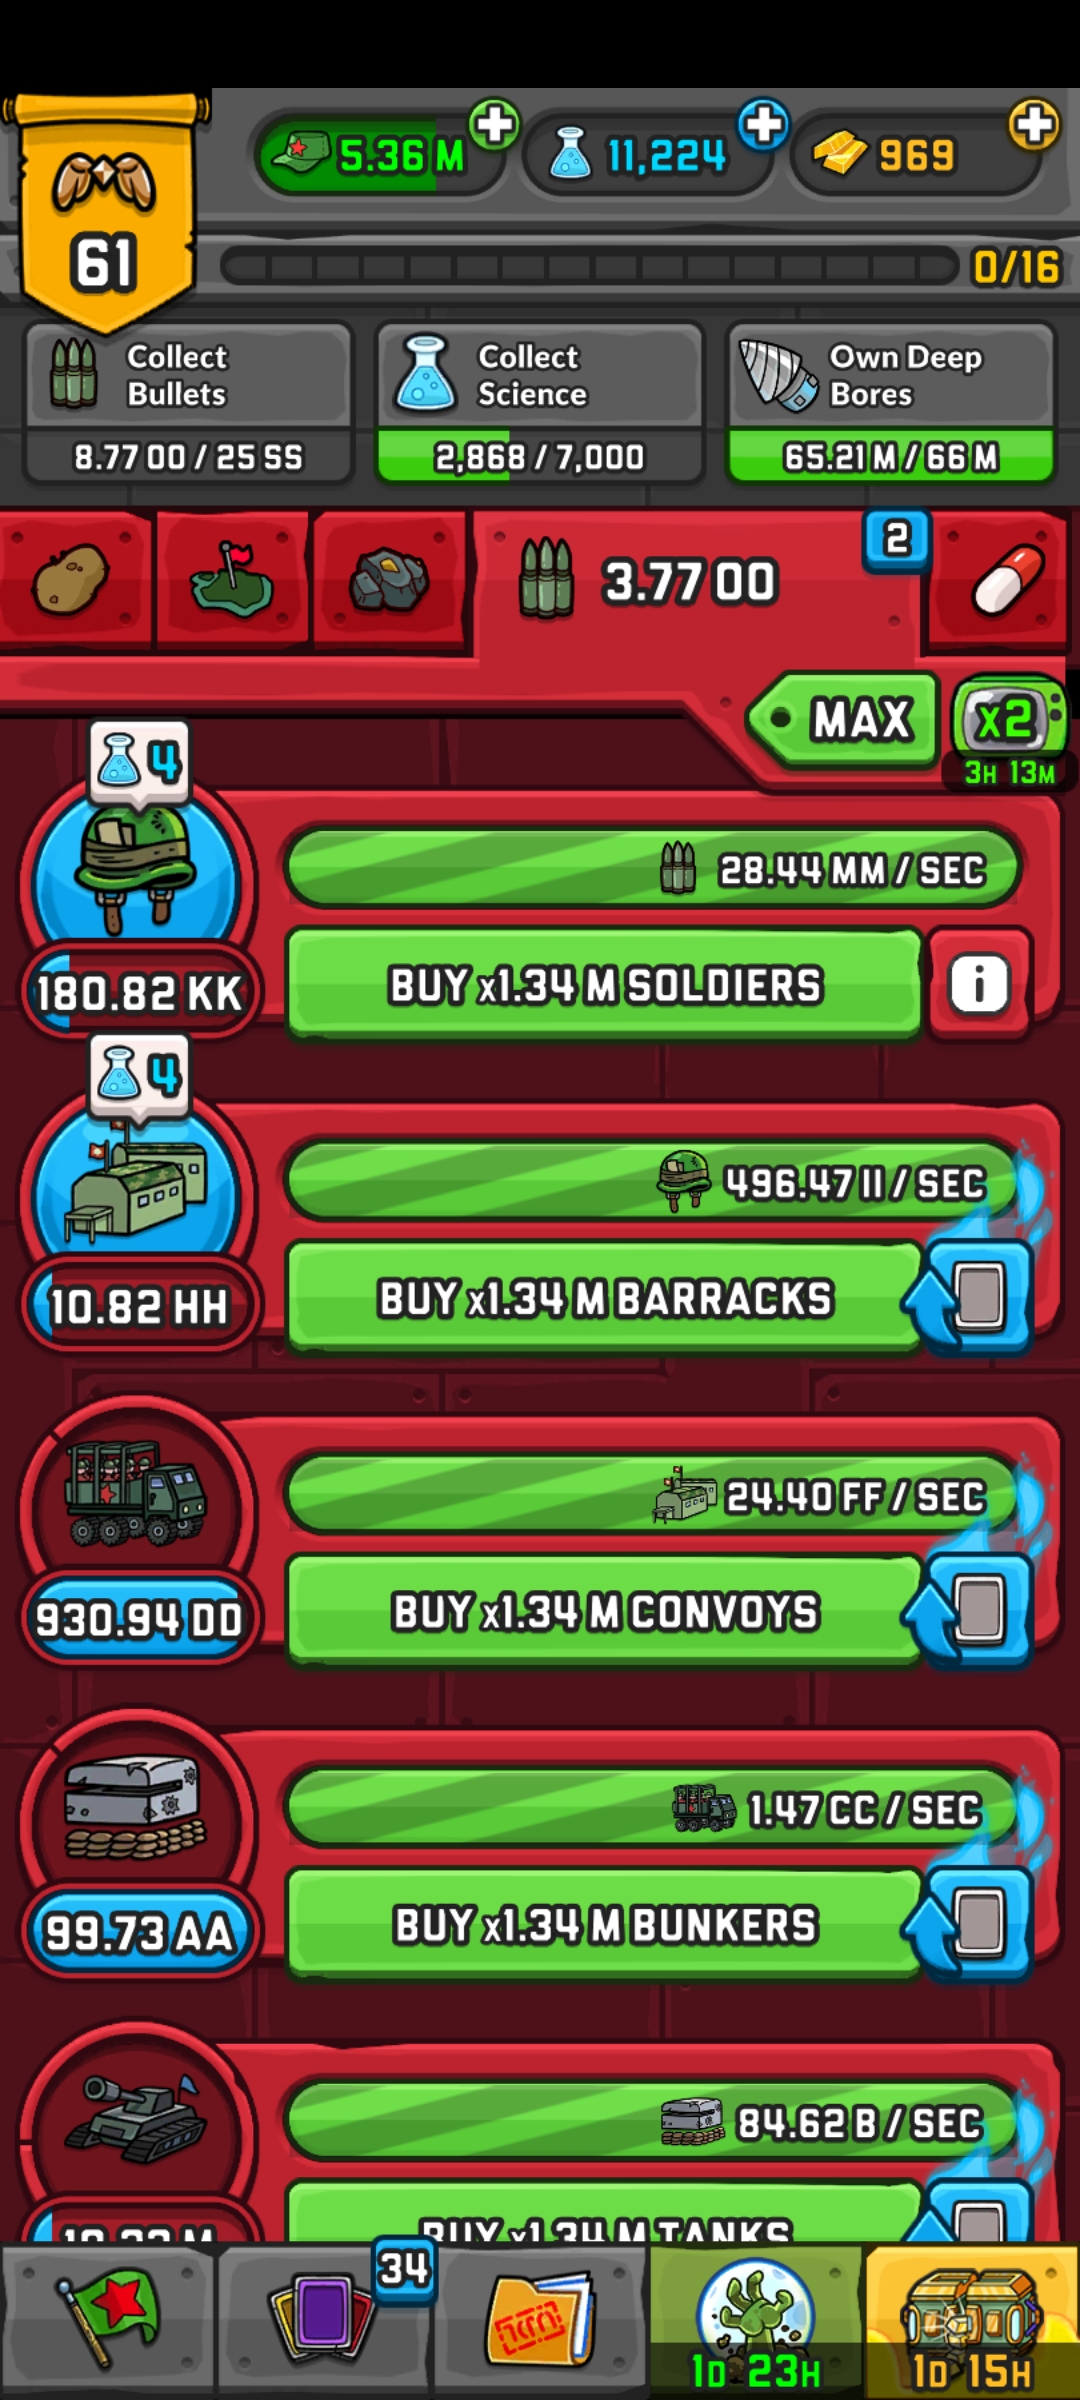 61
5.36 M
11,224
969
0/16
Collect
Bullets
8.77 OO / 25 SS
Collect
Science
2,868 / 7,000
Own Deep
Bores
65.21 M / 66 M
3.77 OO
2
MAX
x2
3H 13M
4
28.44 MM / SEC
180.82 KK
BUY x1.34 M SOLDIERS
i
4
496.47 II / SEC
10.82 HH
BUY x1.34 M BARRACKS
24.40 FF / SEC
930.94 DD
BUY x1.34 M CONVOYS
1.47 CC / SEC
99.73 AA
BUY x1.34 M BUNKERS
84.62 B / SEC
BUY x1.34 M TANKS
34
1D 23H
1D 15H